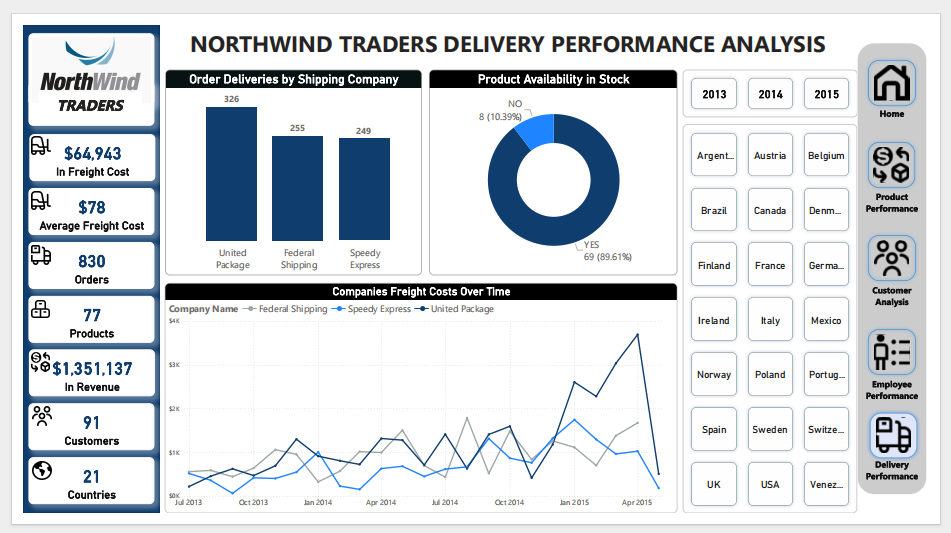 NORTHWIND TRADERS DELIVERY PERFORMANCE ANALYSIS
NorthWind
TRADERS
$64,943
In Freight Cost
$78
Average Freight Cost
830
Orders
77
Products
$1,351,137
In Revenue
91
Customers
21
Countries
Order Deliveries by Shipping Company
326
255
249
United
Package
Federal
Shipping
Speedy
Express
Product Availability in Stock
NO
8 (10.39%)
YES
69 (89.61%)
Companies Freight Costs Over Time
Company Name Federal Shipping Speedy Express United Package
$4K
$3K
$2K
$1K
$0K
Jul 2013 Oct 2013 Jan 2014 Apr 2014 Jul 2014 Oct 2014 Jan 2015 Apr 2015
2013 2014 2015
Argent... Austria Belgium
Brazil Canada Denm...
Finland France Germa...
Ireland Italy Mexico
Norway Poland Portug...
Spain Sweden Switze...
UK USA Venez...
Home
Product
Performance
Customer
Analysis
Employee
Performance
Delivery
Performance